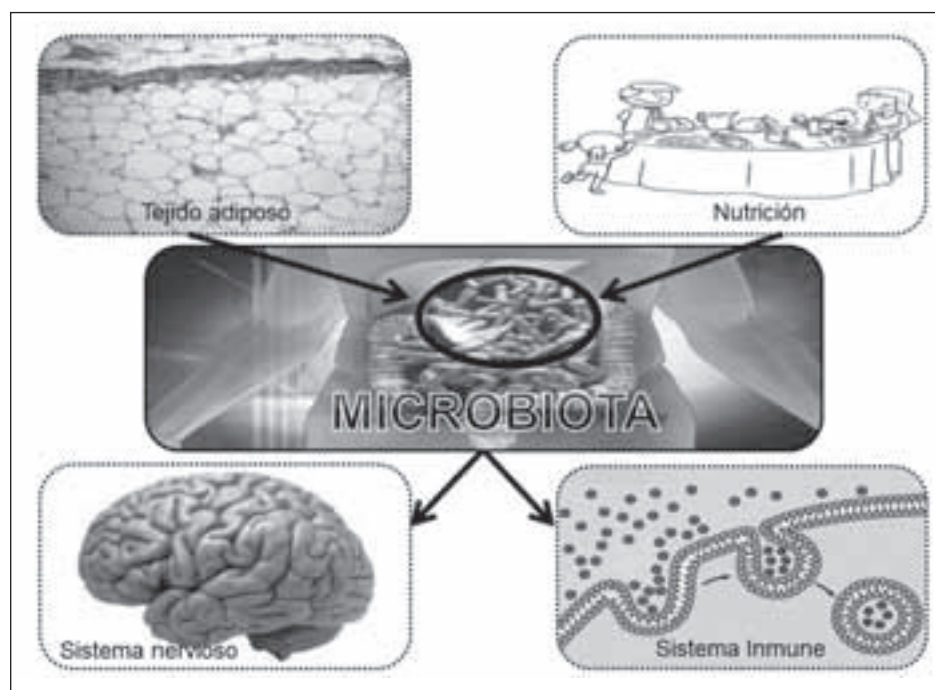 Tejido adiposo
Nutrición
MICROBIOTA
Sistema nervioso
Sistema Inmune